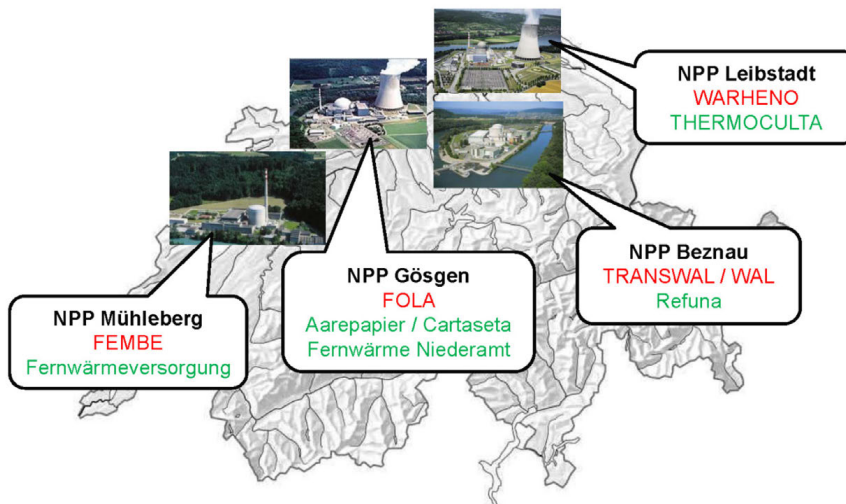 NPP Leibstadt
WARHENO
THERMOCULTA
NPP Beznau
TRANSWAL / WAL
Refuna
NPP Gösgen
FOLA
Aarepapier / Cartaseta
Fernwärme Niederamt
NPP Mühleberg
FEMBE
Fernwärmeversorgung